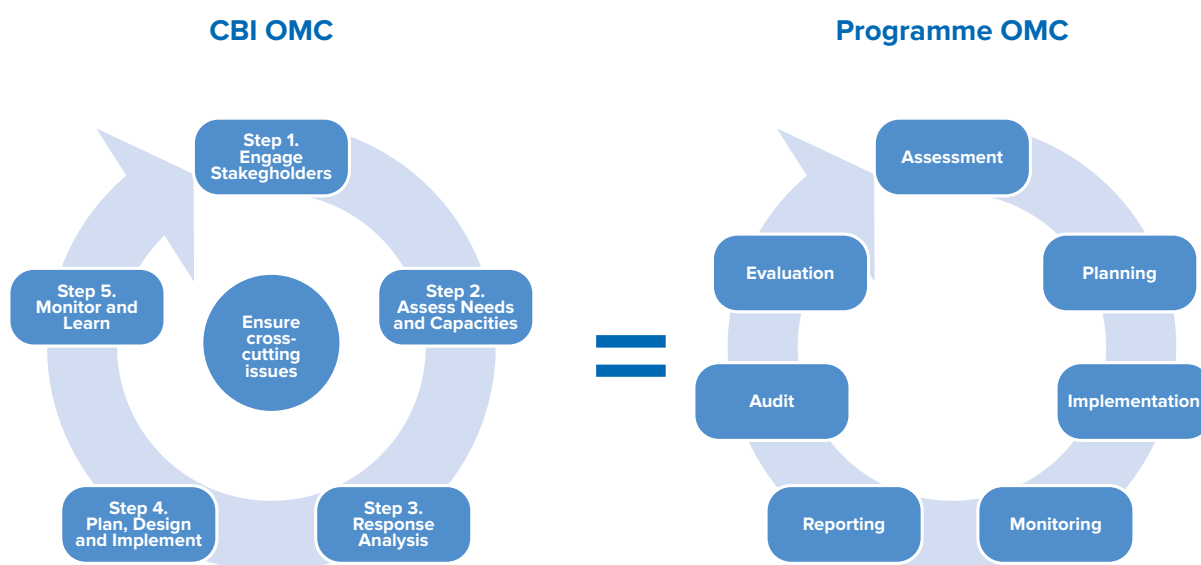 CBI OMC
Programme OMC
Step 1.
Engage
Stakegholders
Step 2.
Assess Needs
and Capacities
Step 3.
Response
Analysis
Step 4.
Plan, Design
and Implement
Step 5.
Monitor and
Learn
Ensure
cross-
cutting
issues
=
Assessment
Planning
Implementation
Monitoring
Reporting
Audit
Evaluation